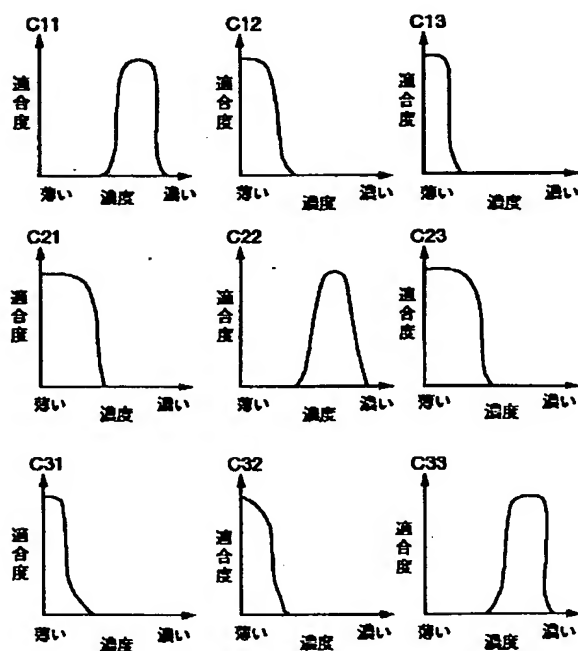 C11 C12 C13
適合度 適合度 適合度
薄い 濃度 濃い 薄い 濃度 濃い 薄い 濃度 濃い
C21 C22 C23
適合度 適合度 適合度
薄い 濃度 濃い 薄い 濃度 濃い 薄い 濃度 濃い
C31 C32 C33
適合度 適合度 適合度
薄い 濃度 濃い 薄い 濃度 濃い 薄い 濃度 濃い